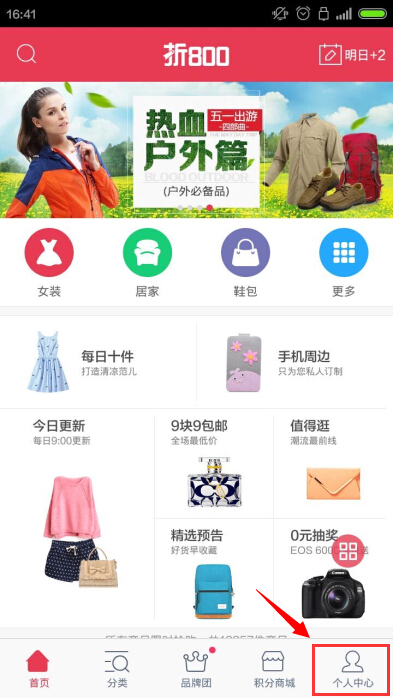 16:41
折800
明日+2
热血
五一出游
-四部曲-
户外篇
BLOOD OUTDOOR
(户外必备品)
女装
居家
鞋包
更多
每日十件
打造清凉范儿
手机周边
只为您私人订制
今日更新
每日9:00更新
9块9包邮
全场最低价
值得逛
潮流最前线
精选预告
好货早收藏
0元抽奖
EOS 600
送
首页
分类
品牌团
积分商城
个人中心